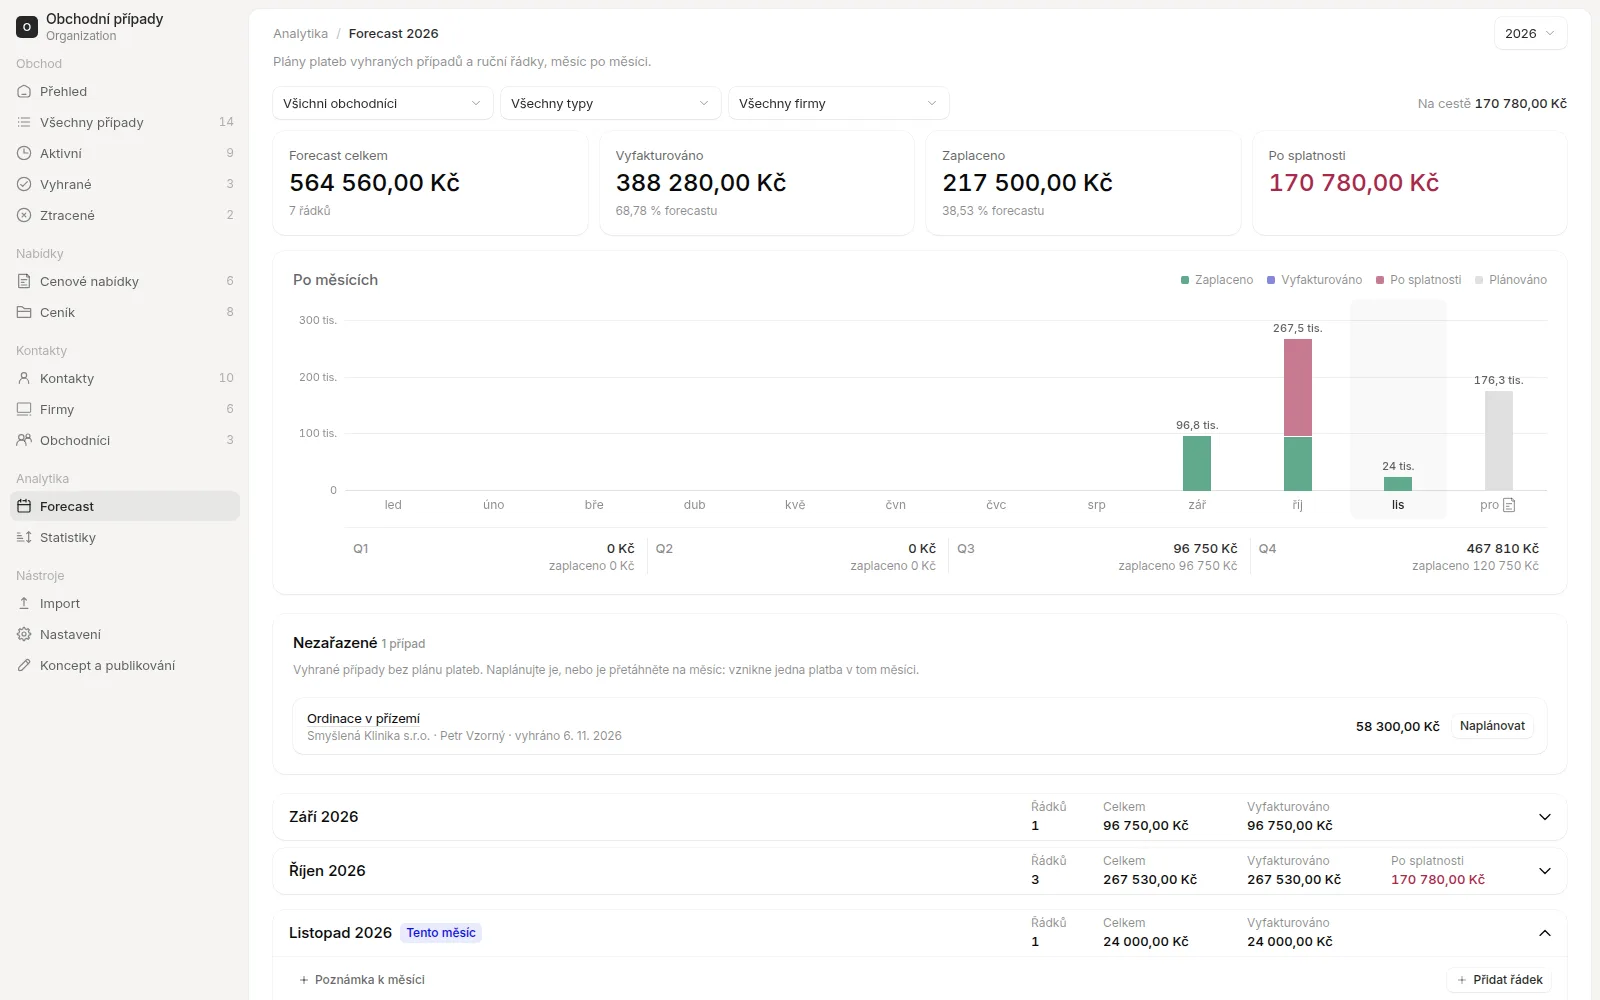 O
Obchodní případy
Organization
Obchod
Přehled
Všechny případy 14
Aktivní 9
Vyhrané 3
Ztracené 2
Nabídky
Cenové nabídky 6
Ceník 8
Kontakty
Kontakty 10
Firmy 6
Obchodníci 3
Analytika
Forecast
Statistiky
Nástroje
Import
Nastavení
Koncept a publikování
Analytika / Forecast 2026
2026
Plány plateb vyhraných případů a ruční řádky, měsíc po měsíci.
Všichni obchodníci
Všechny typy
Všechny firmy
Na cestě 170 780,00 Kč
Forecast celkem
564 560,00 Kč
7 řádků
Vyfakturováno
388 280,00 Kč
68,78 % forecastu
Zaplaceno
217 500,00 Kč
38,53 % forecastu
Po splatnosti
170 780,00 Kč
Po měsících
Zaplaceno Vyfakturováno Po splatnosti Plánováno
300 tis.
200 tis.
100 tis.
0
96,8 tis.
267,5 tis.
24 tis.
176,3 tis.
led úno bře dub kvě čvn čvc srp zář říj lis pro
Q1 0 Kč
zaplaceno 0 Kč
Q2 0 Kč
zaplaceno 0 Kč
Q3 96 750 Kč
zaplaceno 96 750 Kč
Q4 467 810 Kč
zaplaceno 120 750 Kč
Nezařazené 1 případ
Vyhrané případy bez plánu plateb. Naplánujte je, nebo je přetáhněte na měsíc: vznikne jedna platba v tom měsíci.
Ordinace v přízemí
Smyšlená Klinika s.r.o. · Petr Vzorný · vyhráno 6. 11. 2026
58 300,00 Kč
Naplánovat
Září 2026
Řádků Celkem Vyfakturováno
1 96 750,00 Kč 96 750,00 Kč
Říjen 2026
Řádků Celkem Vyfakturováno Po splatnosti
3 267 530,00 Kč 267 530,00 Kč 170 780,00 Kč
Listopad 2026 Tento měsíc
Řádků Celkem Vyfakturováno
1 24 000,00 Kč 24 000,00 Kč
+ Poznámka k měsíci
+ Přidat řádek